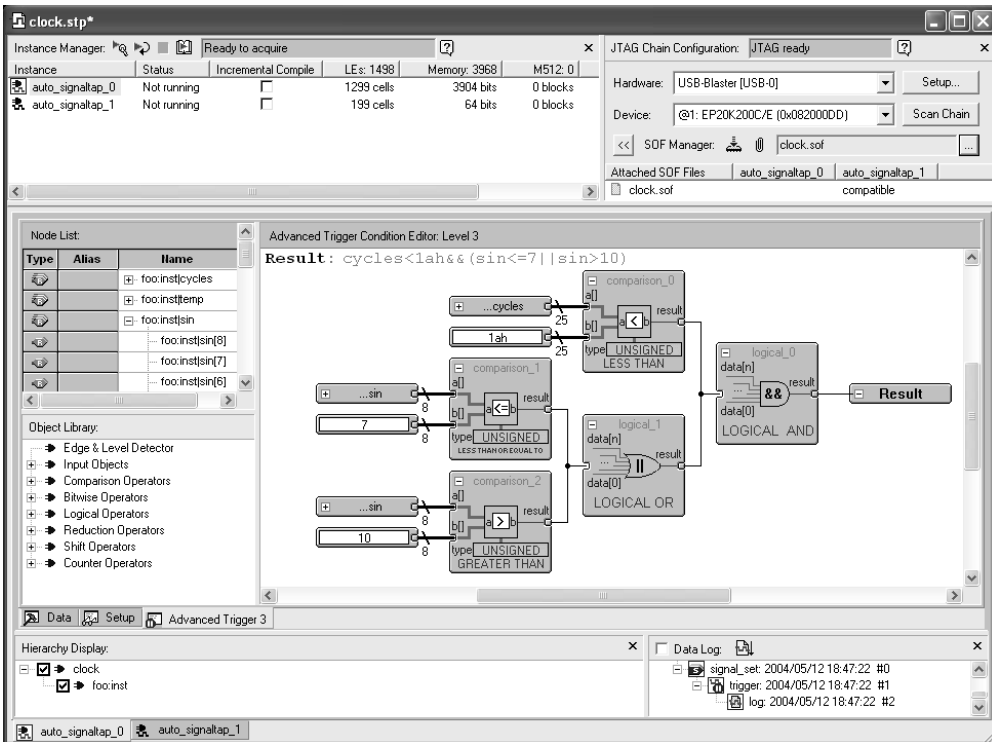 clock.stp*
Instance Manager: Ready to acquire
Instance Status Incremental Compile LEs: 1498 Memory: 3968 M512: 0
auto_signaltap_0 Not running 1299 cells 3904 bits 0 blocks
auto_signaltap_1 Not running 199 cells 64 bits 0 blocks
JTAG Chain Configuration: JTAG ready
Hardware: USB-Blaster [USB-0] Setup...
Device: @1: EP20K200C/E (0x082000DD) Scan Chain
<< SOF Manager: clock.sof ...
Attached SOF Files auto_signaltap_0 auto_signaltap_1
clock.sof compatible
Node List:
Type Alias Name
foo:inst|cycles
foo:inst|temp
foo:inst|sin
foo:inst|sin[8]
foo:inst|sin[7]
foo:inst|sin[6]
Object Library:
Edge & Level Detector
Input Objects
Comparison Operators
Bitwise Operators
Logical Operators
Reduction Operators
Shift Operators
Counter Operators
Advanced Trigger Condition Editor: Level 3
Result: cycles<1ah&&(sin<=7||sin>10)
comparison_0
...cycles 25 a[]
1ah 25 b[]
a < b result
type UNSIGNED
LESS THAN
comparison_1
...sin 8 a[]
7 8 b[]
a <= b result
type UNSIGNED
LESS THAN OR EQUAL TO
comparison_2
...sin 8 a[]
10 8 b[]
a > b result
type UNSIGNED
GREATER THAN
logical_1
data[n]
... || result
data[0]
LOGICAL OR
logical_0
data[n]
... && result
data[0]
LOGICAL AND
Result
Data Setup Advanced Trigger 3
Hierarchy Display:
clock
foo:inst
Data Log:
signal_set: 2004/05/12 18:47:22 #0
trigger: 2004/05/12 18:47:22 #1
log: 2004/05/12 18:47:22 #2
auto_signaltap_0 auto_signaltap_1